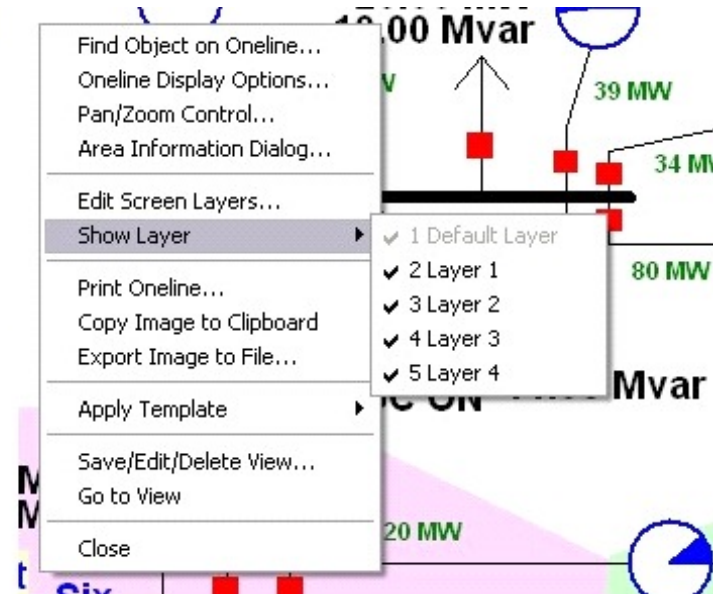 18.00 Mvar
Find Object on Oneline...
Oneline Display Options...
Pan/Zoom Control...
Area Information Dialog...
39 MW
34 MW
Edit Screen Layers...
Show Layer
1 Default Layer
2 Layer 1
3 Layer 2
4 Layer 3
5 Layer 4
80 MW
Print Oneline...
Copy Image to Clipboard
Export Image to File...
Mvar
Apply Template
Save/Edit/Delete View...
Go to View
20 MW
Close
Six